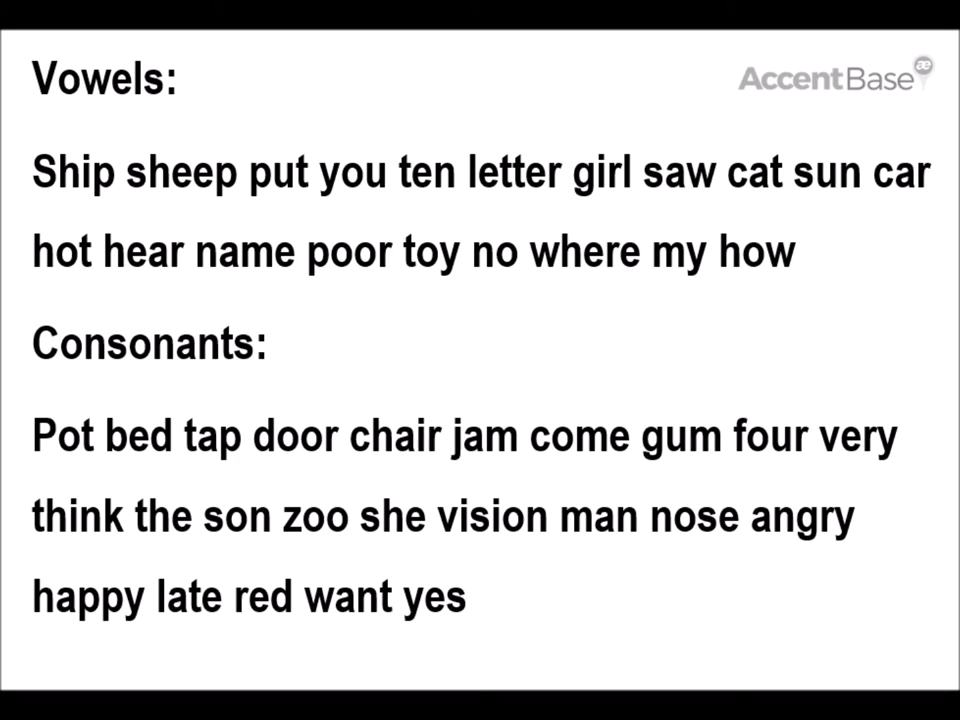 Vowels:
AccentBase æ
Ship sheep put you ten letter girl saw cat sun car
hot hear name poor toy no where my how
Consonants:
Pot bed tap door chair jam come gum four very
think the son zoo she vision man nose angry
happy late red want yes